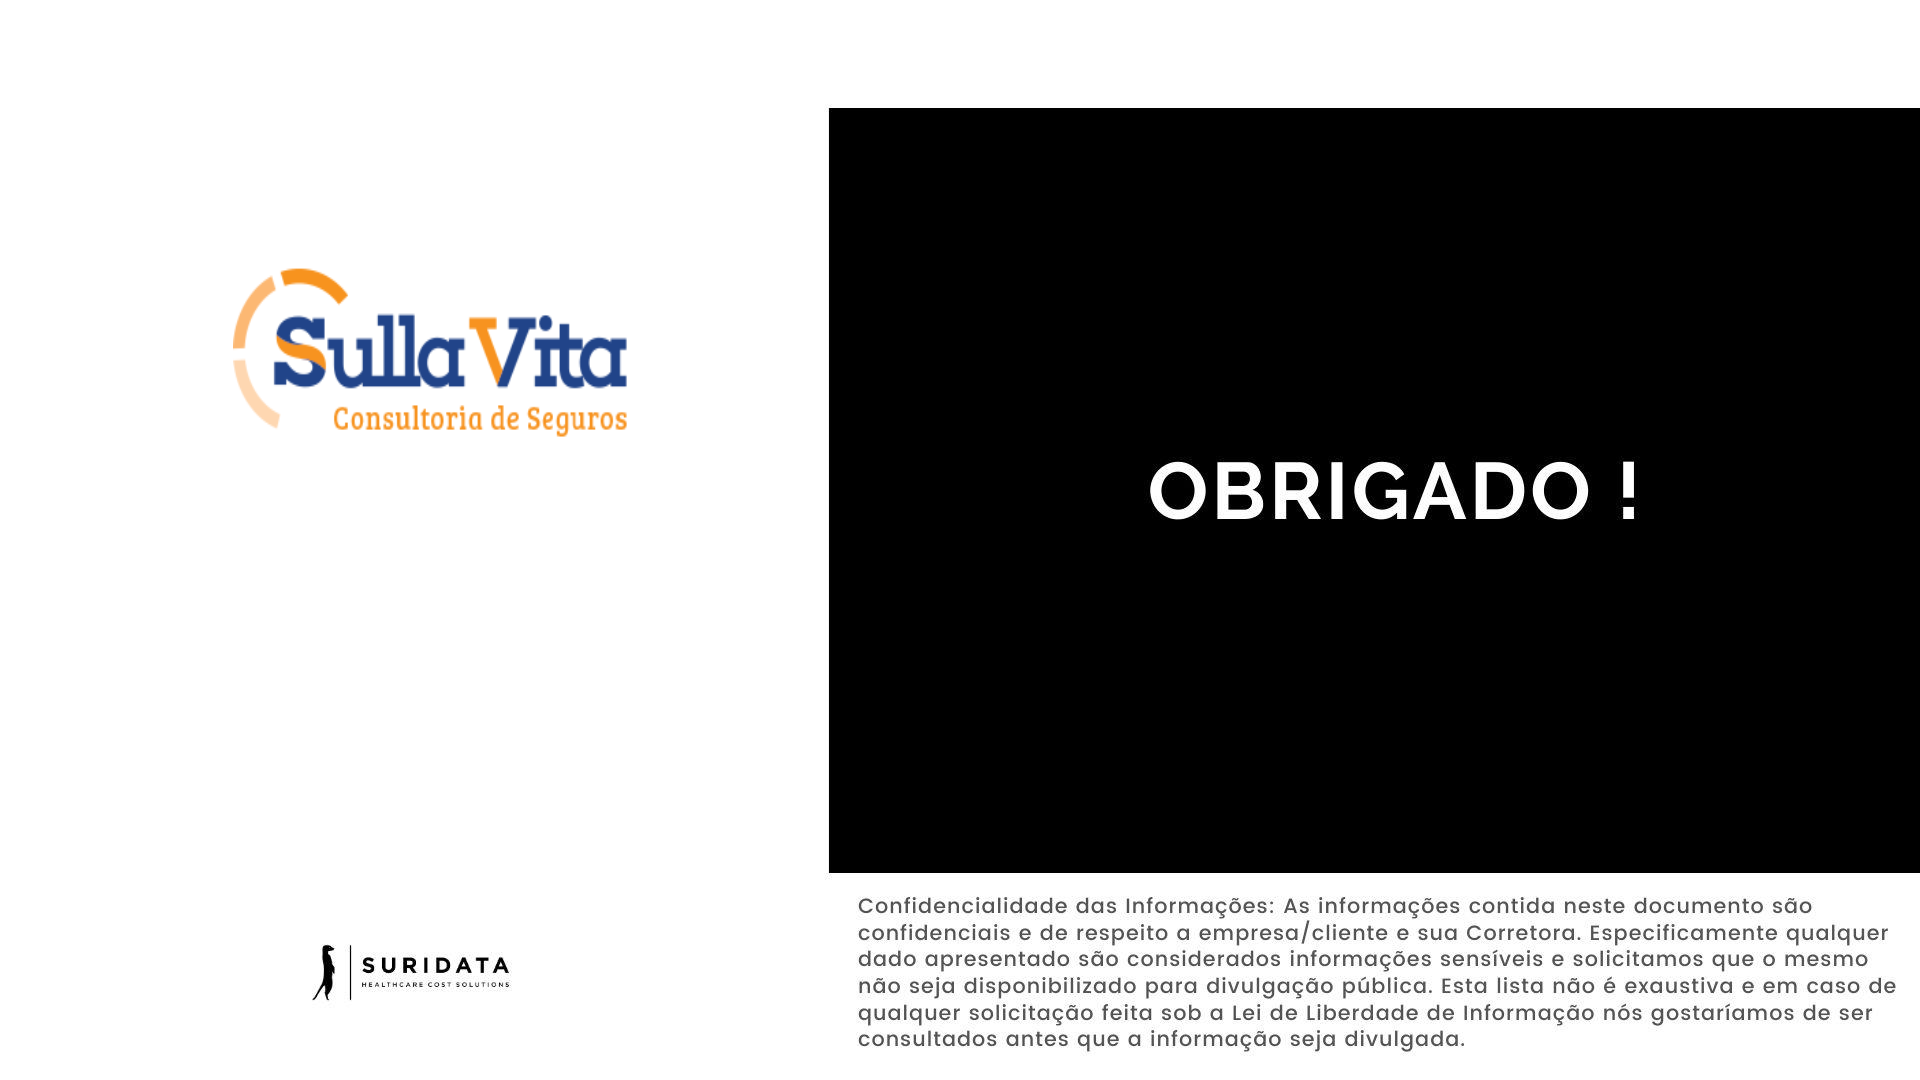 Sulla Vita
Consultoria de Seguros
OBRIGADO !
SURIDATA
HEALTHCARE COST SOLUTIONS
Confidencialidade das Informações: As informações contida neste documento são
confidenciais e de respeito a empresa/cliente e sua Corretora. Especificamente qualquer
dado apresentado são considerados informações sensíveis e solicitamos que o mesmo
não seja disponibilizado para divulgação pública. Esta lista não é exaustiva e em caso de
qualquer solicitação feita sob a Lei de Liberdade de Informação nós gostaríamos de ser
consultados antes que a informação seja divulgada.